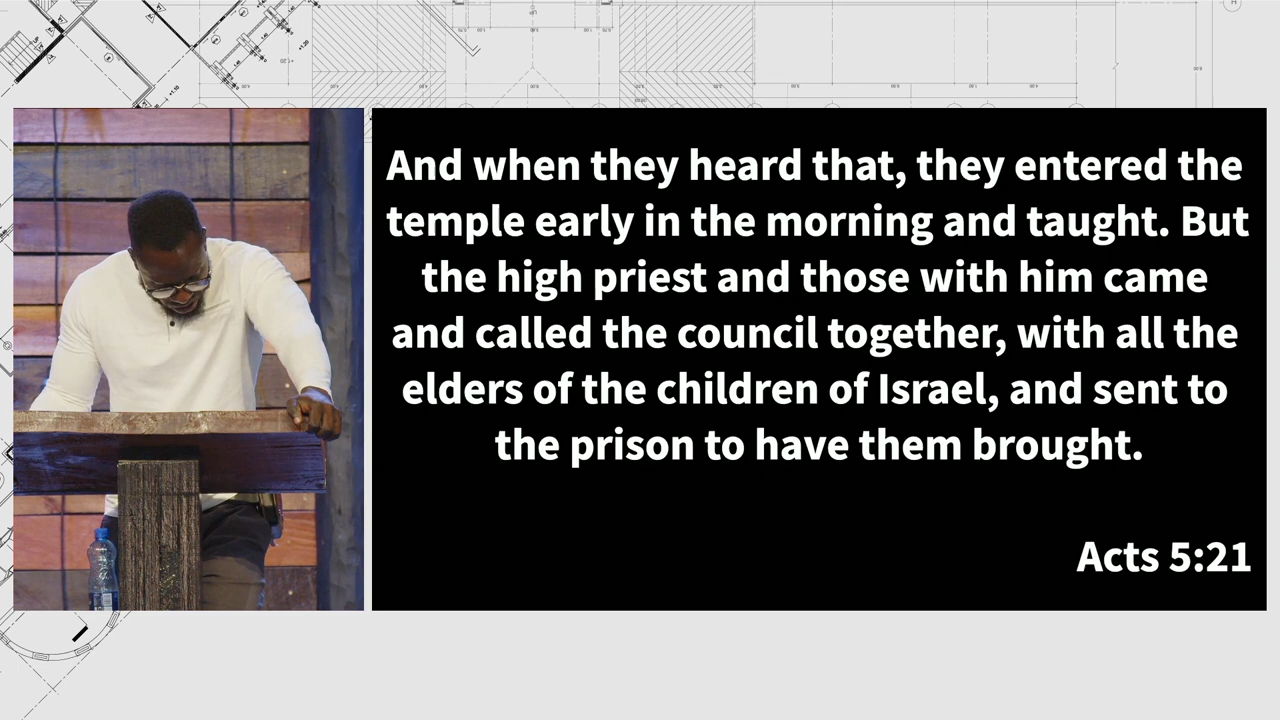 And when they heard that, they entered the
temple early in the morning and taught. But
the high priest and those with him came
and called the council together, with all the
elders of the children of Israel, and sent to
the prison to have them brought.
Acts 5:21